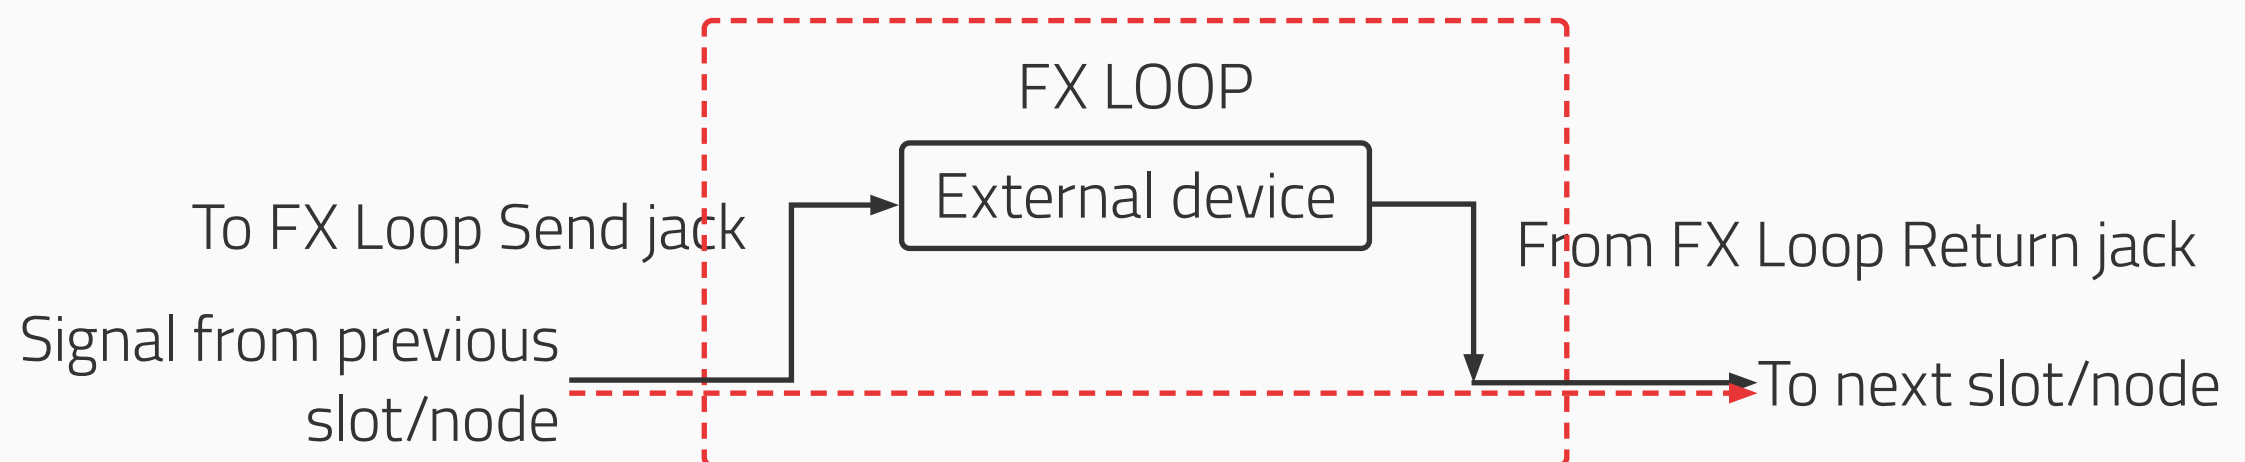 FX LOOP
External device
To FX Loop Send jack
From FX Loop Return jack
Signal from previous
slot/node
To next slot/node